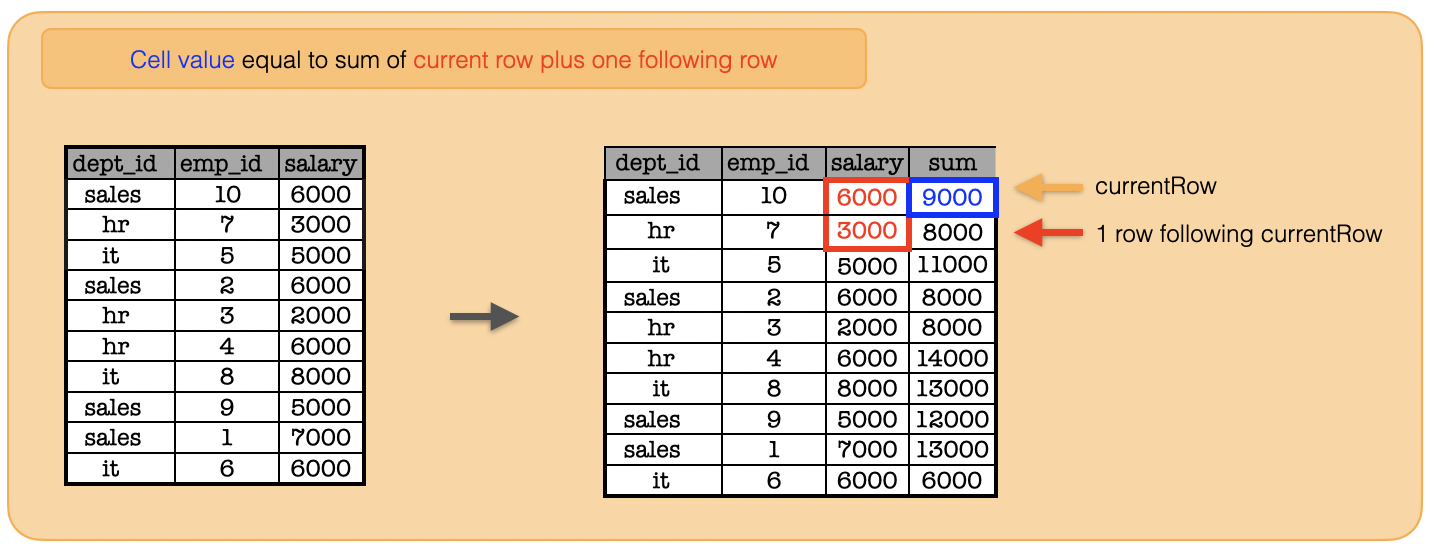 Cell value equal to sum of current row plus one following row
dept_id emp_id salary
sales 10 6000
hr 7 3000
it 5 5000
sales 2 6000
hr 3 2000
hr 4 6000
it 8 8000
sales 9 5000
sales 1 7000
it 6 6000
dept_id emp_id salary sum
sales 10 6000 9000
hr 7 3000 8000
it 5 5000 11000
sales 2 6000 8000
hr 3 2000 8000
hr 4 6000 14000
it 8 8000 13000
sales 9 5000 12000
sales 1 7000 13000
it 6 6000 6000
currentRow
1 row following currentRow